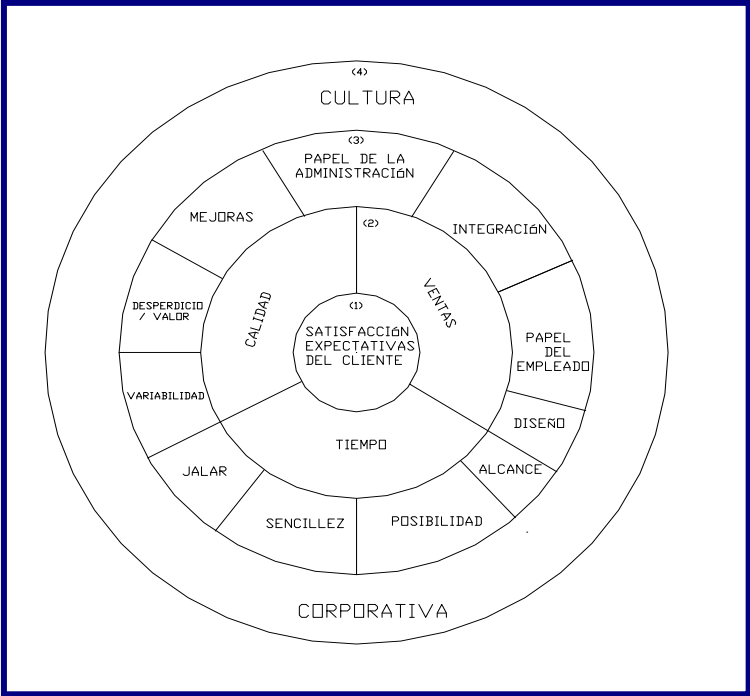 (4)
CULTURA
(3)
PAPEL DE LA
ADMINISTRACIÓN
MEJORAS
INTEGRACIÓN
(2)
CALIDAD
VENTAS
DESPERDICIO
/ VALOR
(1)
SATISFACCIÓN
EXPECTATIVAS
DEL CLIENTE
PAPEL
DEL
EMPLEADO
VARIABILIDAD
DISEÑO
TIEMPO
JALAR
ALCANCE
SENCILLEZ
POSIBILIDAD
CORPORATIVA